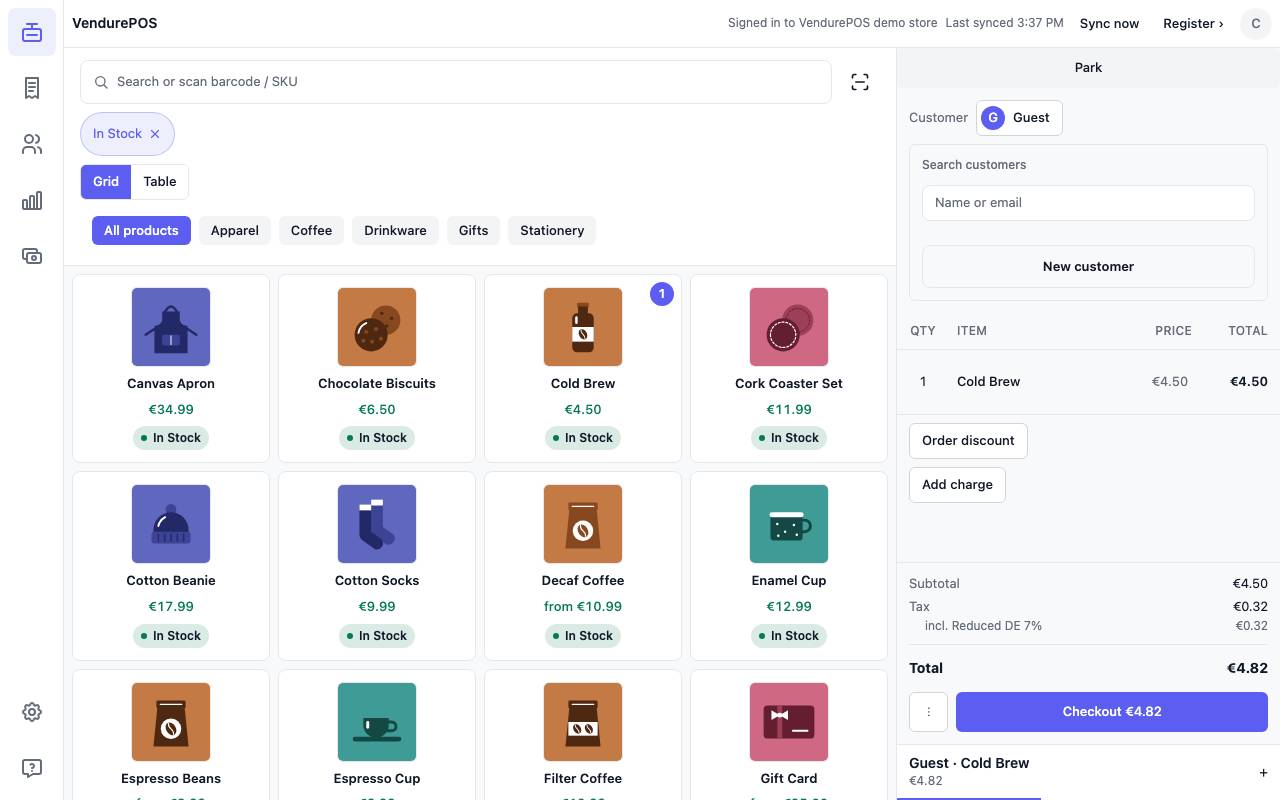 VendurePOS
Signed in to VendurePOS demo store Last synced 3:37 PM Sync now Register › C
Search or scan barcode / SKU
In Stock ✕
Grid Table
All products Apparel Coffee Drinkware Gifts Stationery
Canvas Apron
€34.99
In Stock
Chocolate Biscuits
€6.50
In Stock
1
Cold Brew
€4.50
In Stock
Cork Coaster Set
€11.99
In Stock
Cotton Beanie
€17.99
In Stock
Cotton Socks
€9.99
In Stock
Decaf Coffee
from €10.99
In Stock
Enamel Cup
€12.99
In Stock
Espresso Beans
Espresso Cup
Filter Coffee
Gift Card
Park
Customer G Guest
Search customers
Name or email
New customer
QTY ITEM PRICE TOTAL
1 Cold Brew €4.50 €4.50
Order discount
Add charge
Subtotal €4.50
Tax €0.32
incl. Reduced DE 7% €0.32
Total €4.82
Checkout €4.82
Guest · Cold Brew
€4.82
+